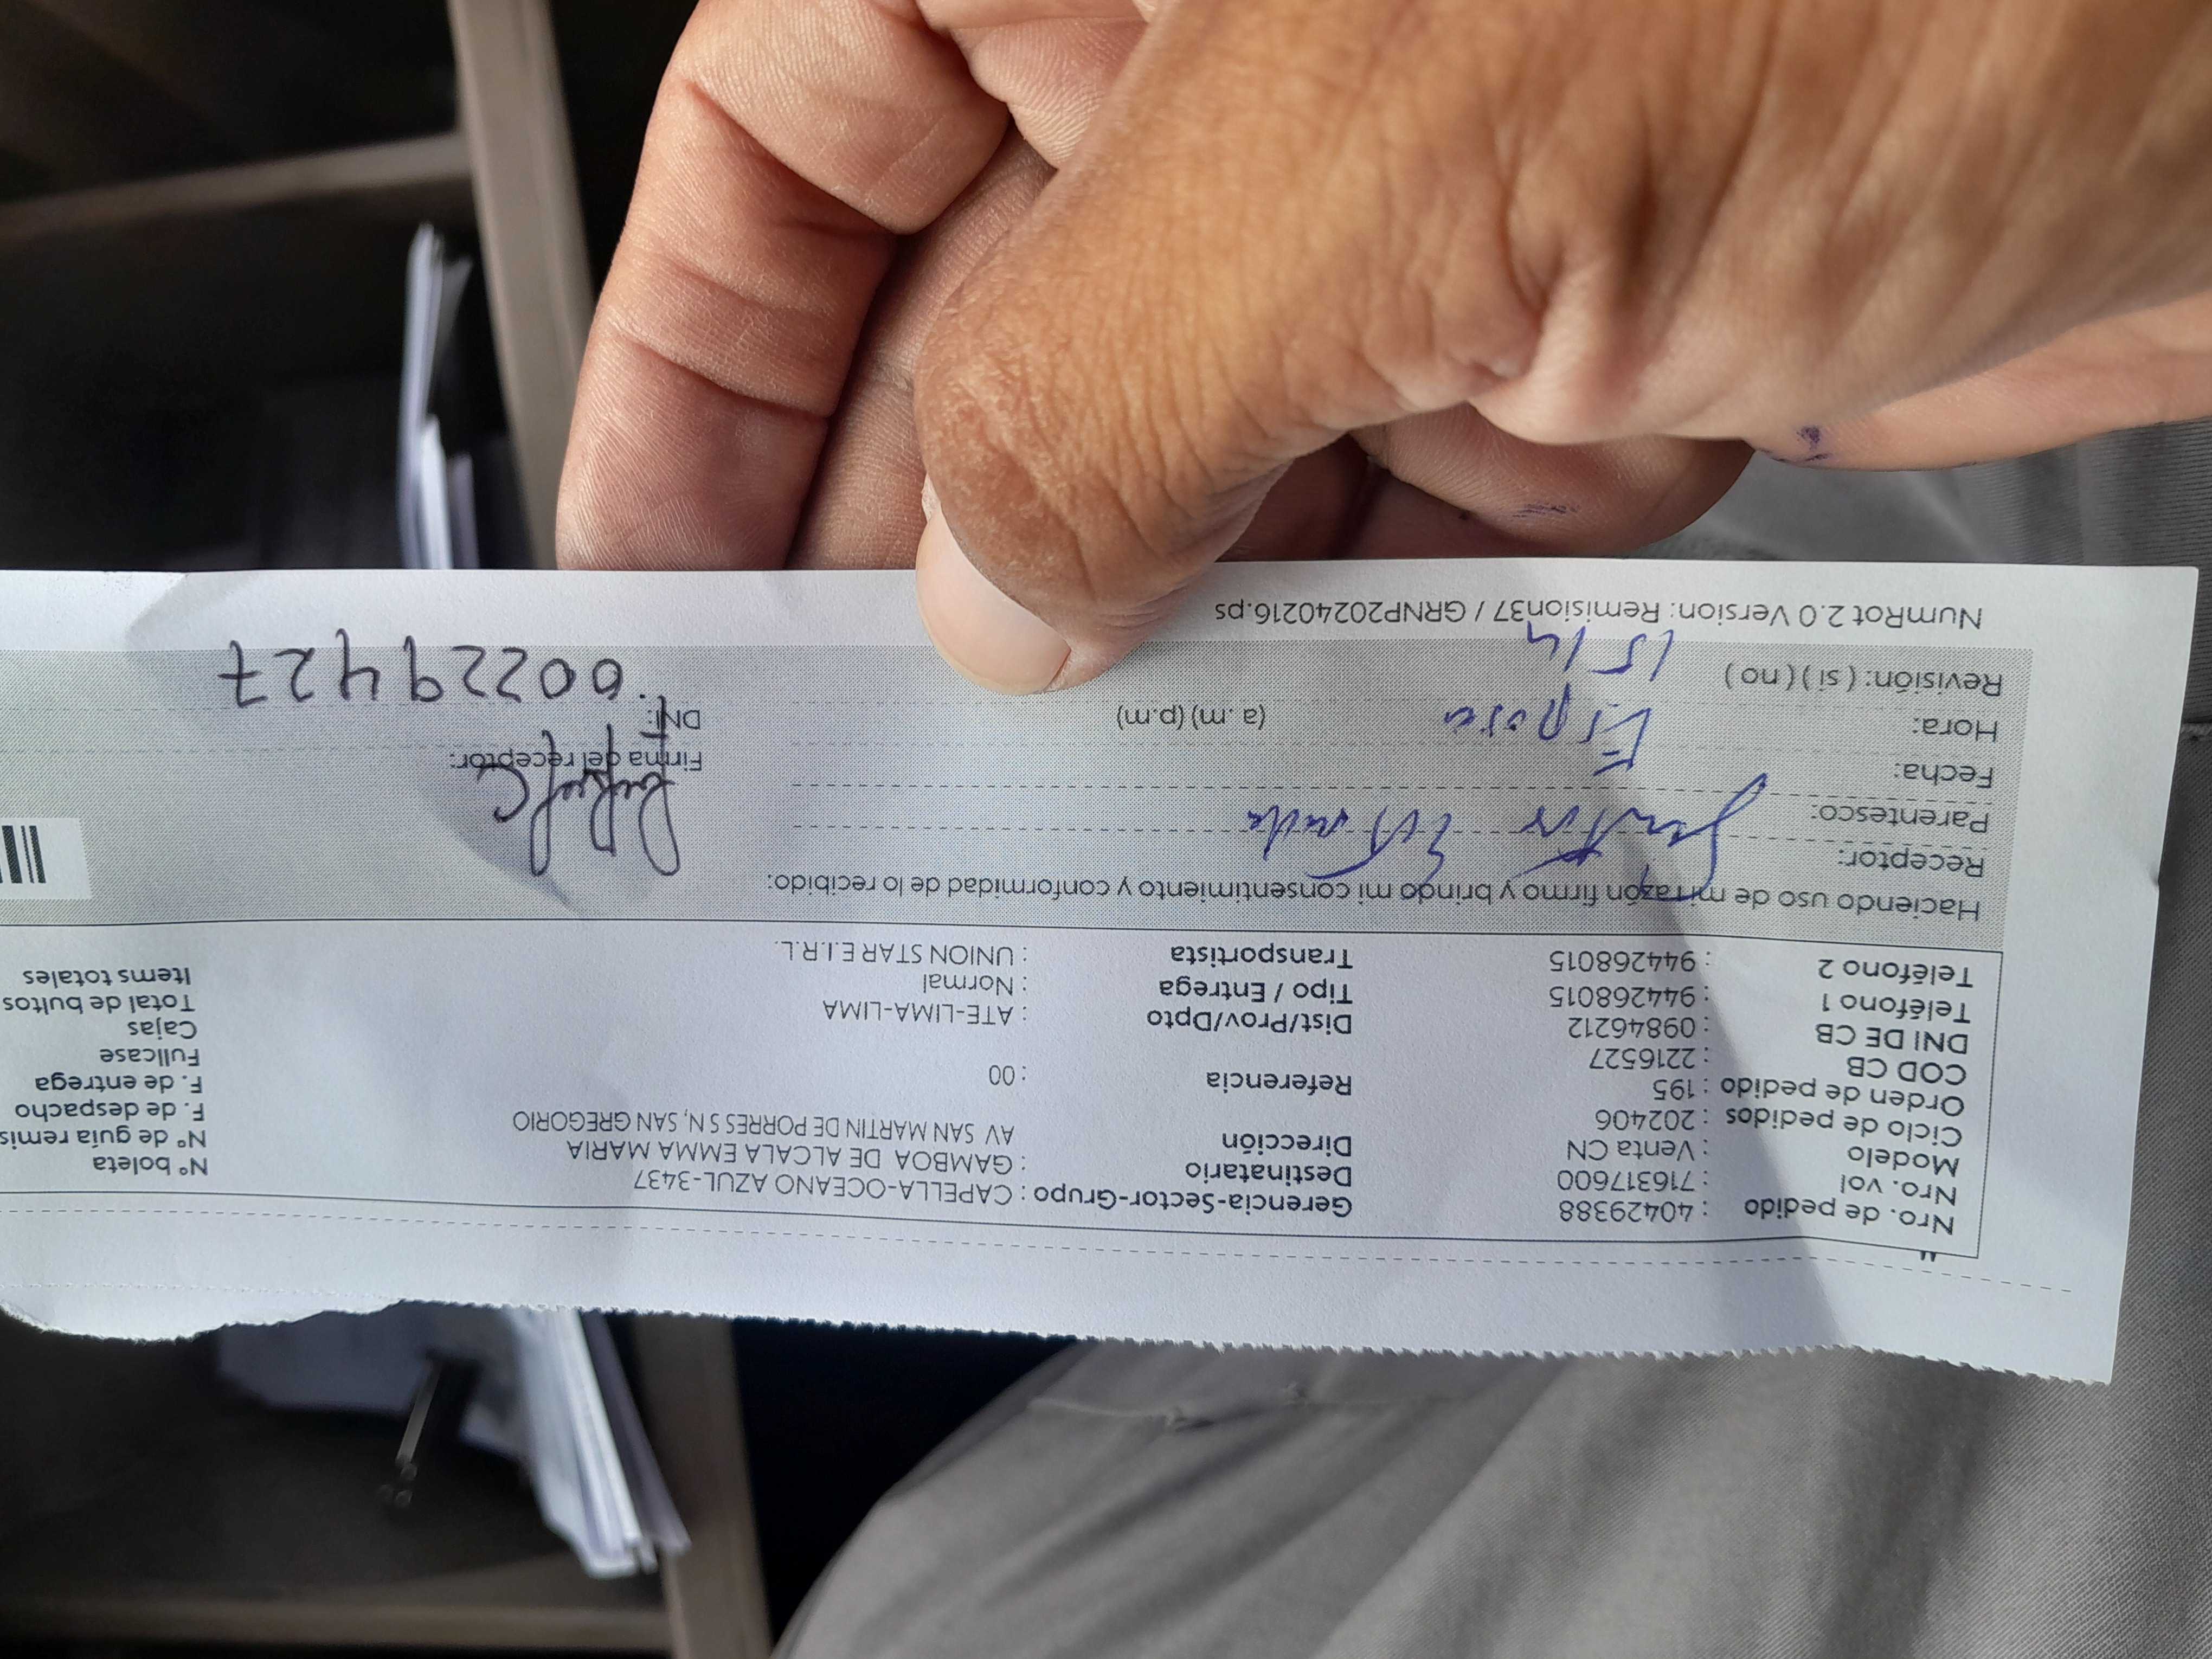 Nro. de pedido : 40429388 Gerencia-Sector-Grupo : CAPELLA-OCEANO AZUL-3437 N° boleta
Nro. vol : 716317600 Destinatario : GAMBOA DE ALCALA EMMA MARIA N° de guía remis
Modelo : Venta CN Dirección AV SAN MARTIN DE PORRES S N, SAN GREGORIO F. de despacho
Ciclo de pedidos : 202406 F. de entrega
Orden de pedido : 195 Referencia : 00 Fullcase
COD CB : 2216527 Cajas
DNI DE CB : 09846212 Dist/Prov/Dpto : ATE-LIMA-LIMA Total de bultos
Teléfono 1 : 944268015 Tipo / Entrega : Normal Items totales
Teléfono 2 : 944268015 Transportista : UNION STAR E.I.R.L.
Haciendo uso de mi razón firmo y brindo mi consentimiento y conformidad de lo recibido:
Receptor:
Parentesco:
Fecha: Esposo Firma del receptor:
Hora: (a. m) (p.m) DNI: 00229427
Revisión: ( si ) ( no ) 15/4
NumRot 2.0 Version: Remision37 / GRNP20240216.ps